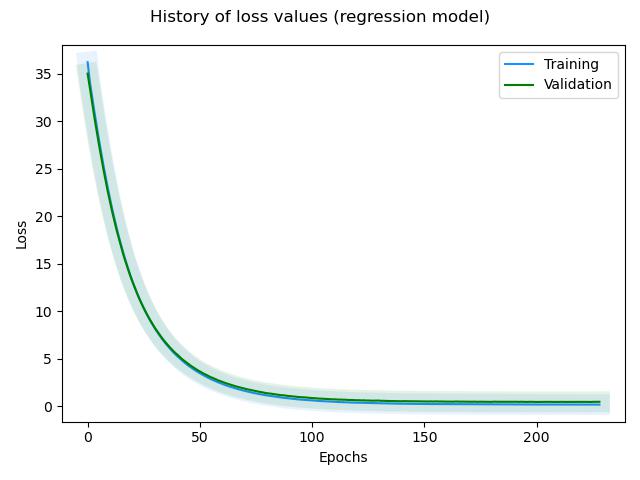 History of loss values (regression model)
Training
Validation
Loss
35
30
25
20
15
10
5
0
0 50 100 150 200
Epochs